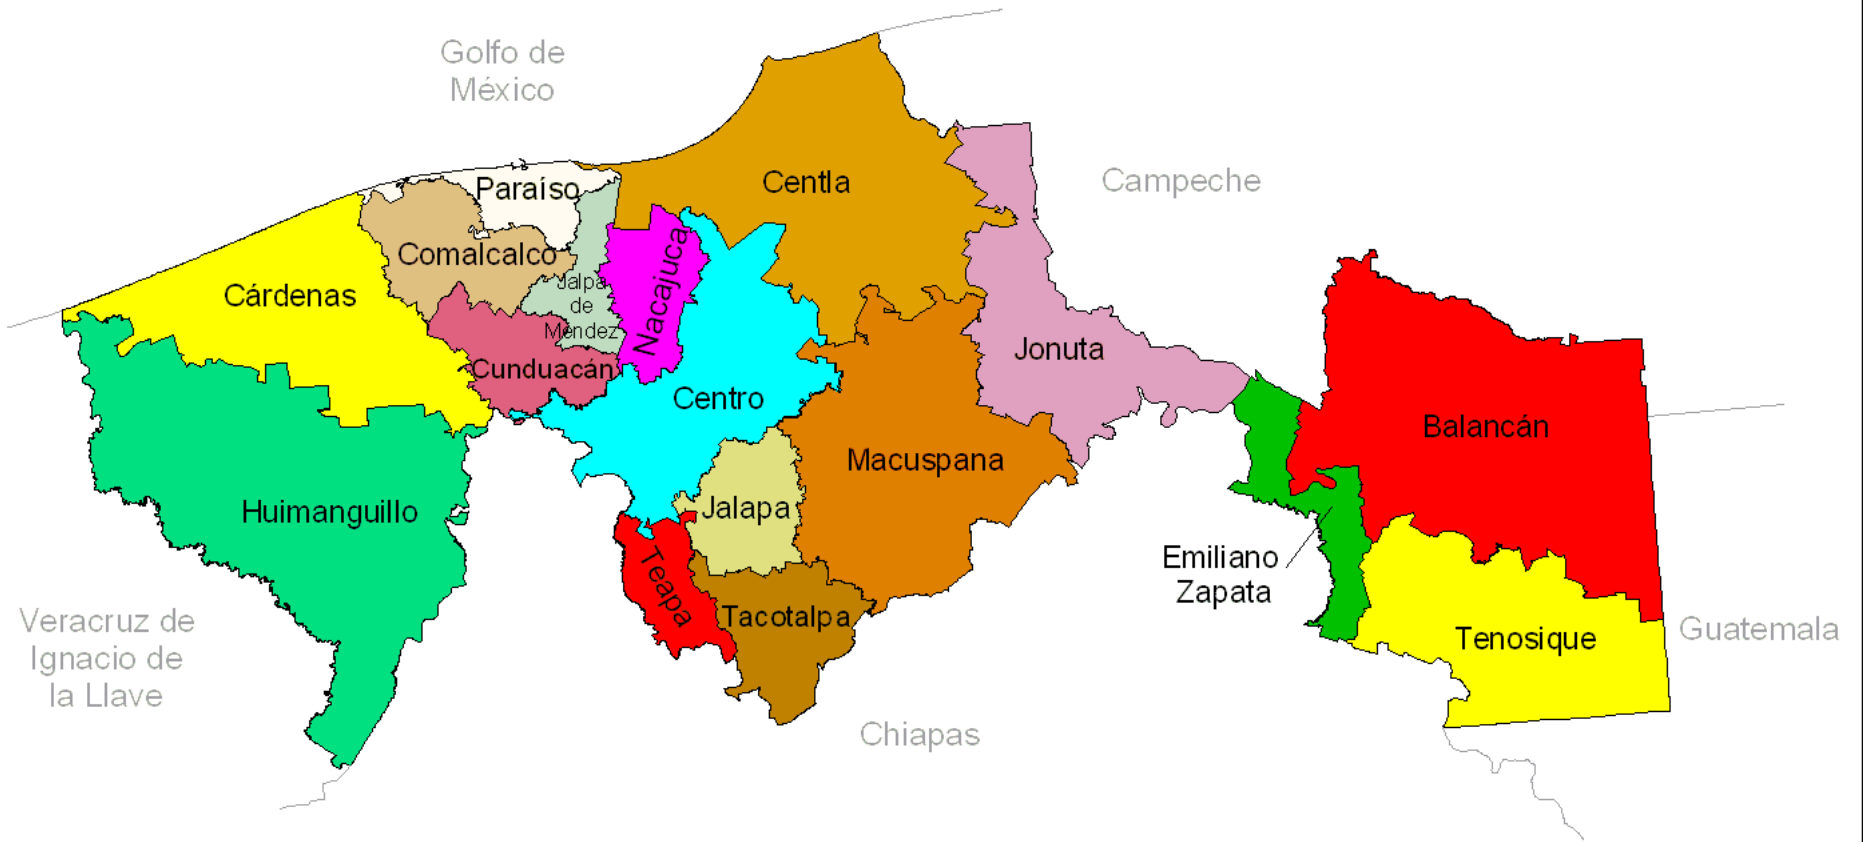 Golfo de
México
Centla
Campeche
Paraíso
Comalcalco
Nacajuca
Cárdenas
Jalpa
de
Méndez
Jonuta
Cunduacán
Centro
Balancán
Macuspana
Huimanguillo
Jalapa
Emiliano
Zapata
Teapa
Tacotalpa
Veracruz de
Ignacio de
la Llave
Tenosique
Guatemala
Chiapas